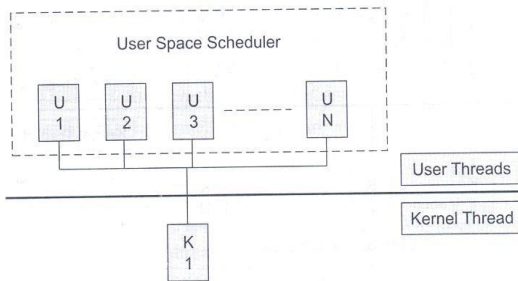 User Space Scheduler
U
1
U
2
U
3
U
N
User Threads
Kernel Thread
K
1